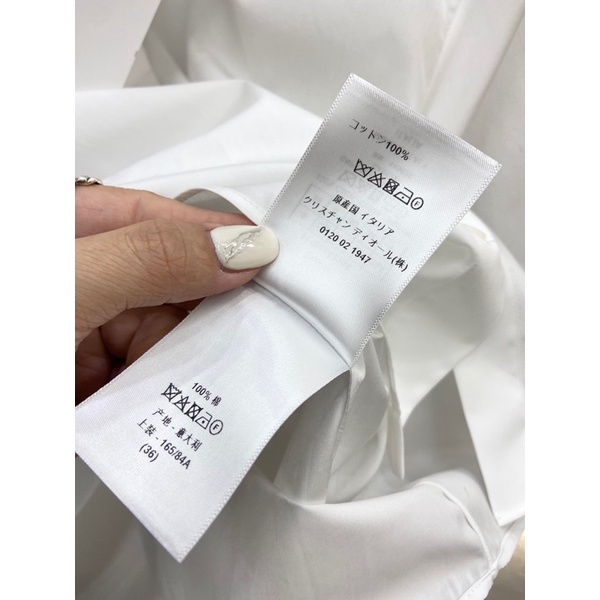 コットン100%
原産国 イタリア
クリスチャン ディオール(株)
0120 02 1947
100% 棉
产地 - 意大利
上装 - 165/84A
(36)